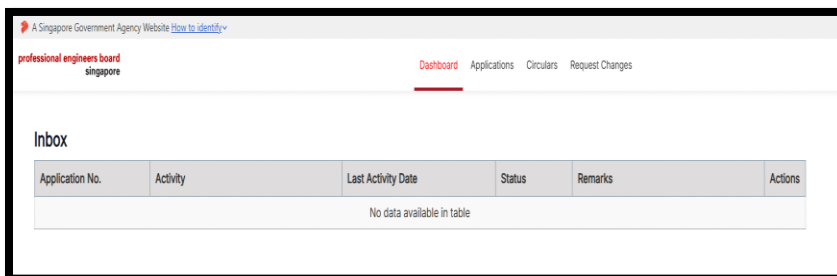 A Singapore Government Agency Website How to identify
professional engineers board
singapore
Dashboard Applications Circulars Request Changes
Inbox
Application No. Activity Last Activity Date Status Remarks Actions
No data available in table